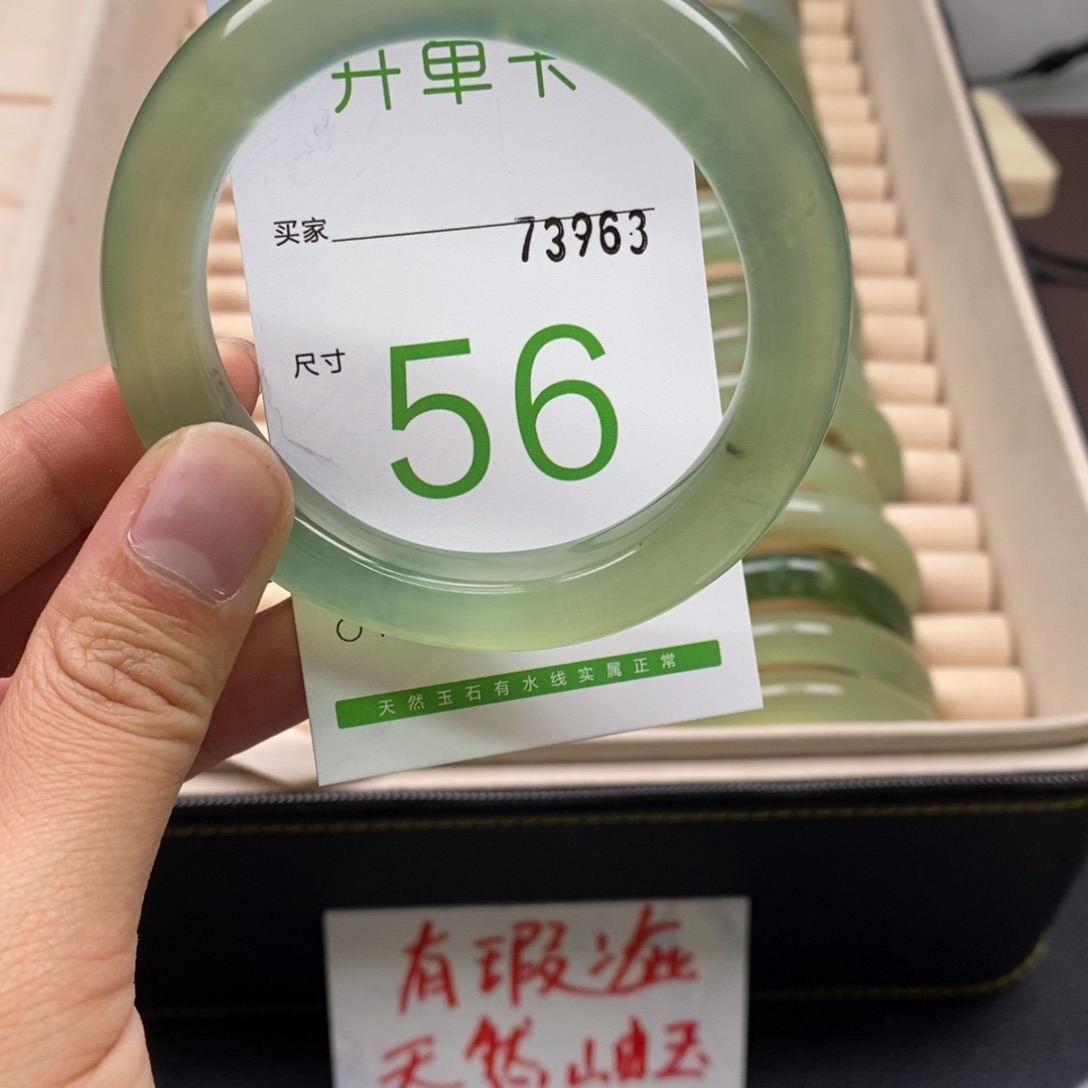 开单卡
买家 73963
尺寸 56
天然玉石有水线实属正常
有瑕疵
天然岫玉